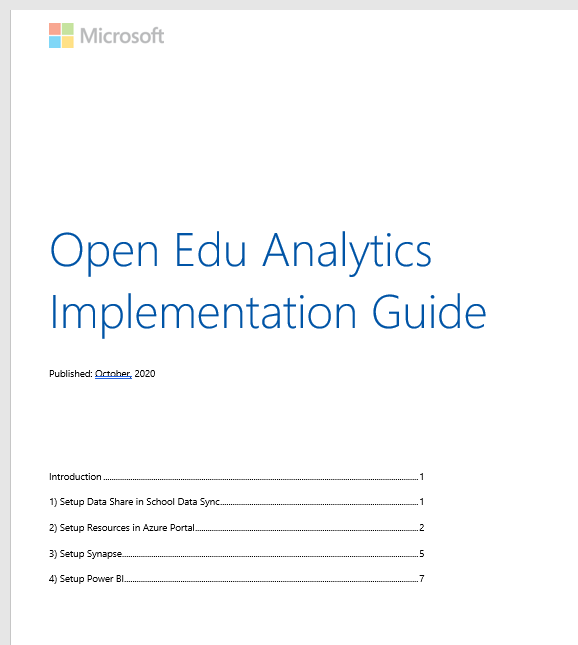 Microsoft
Open Edu Analytics
Implementation Guide
Published: October, 2020
Introduction 1
1) Setup Data Share in School Data Sync 1
2) Setup Resources in Azure Portal 2
3) Setup Synapse 5
4) Setup Power BI 7